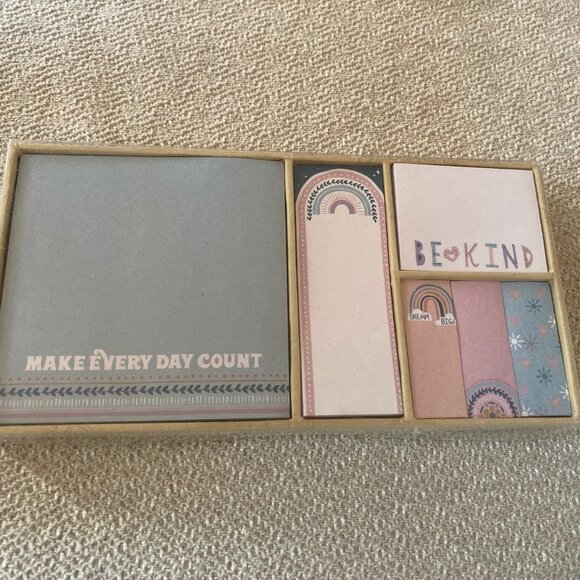 MAKE EVERY DAY COUNT
BE KIND
DREAM BIG!